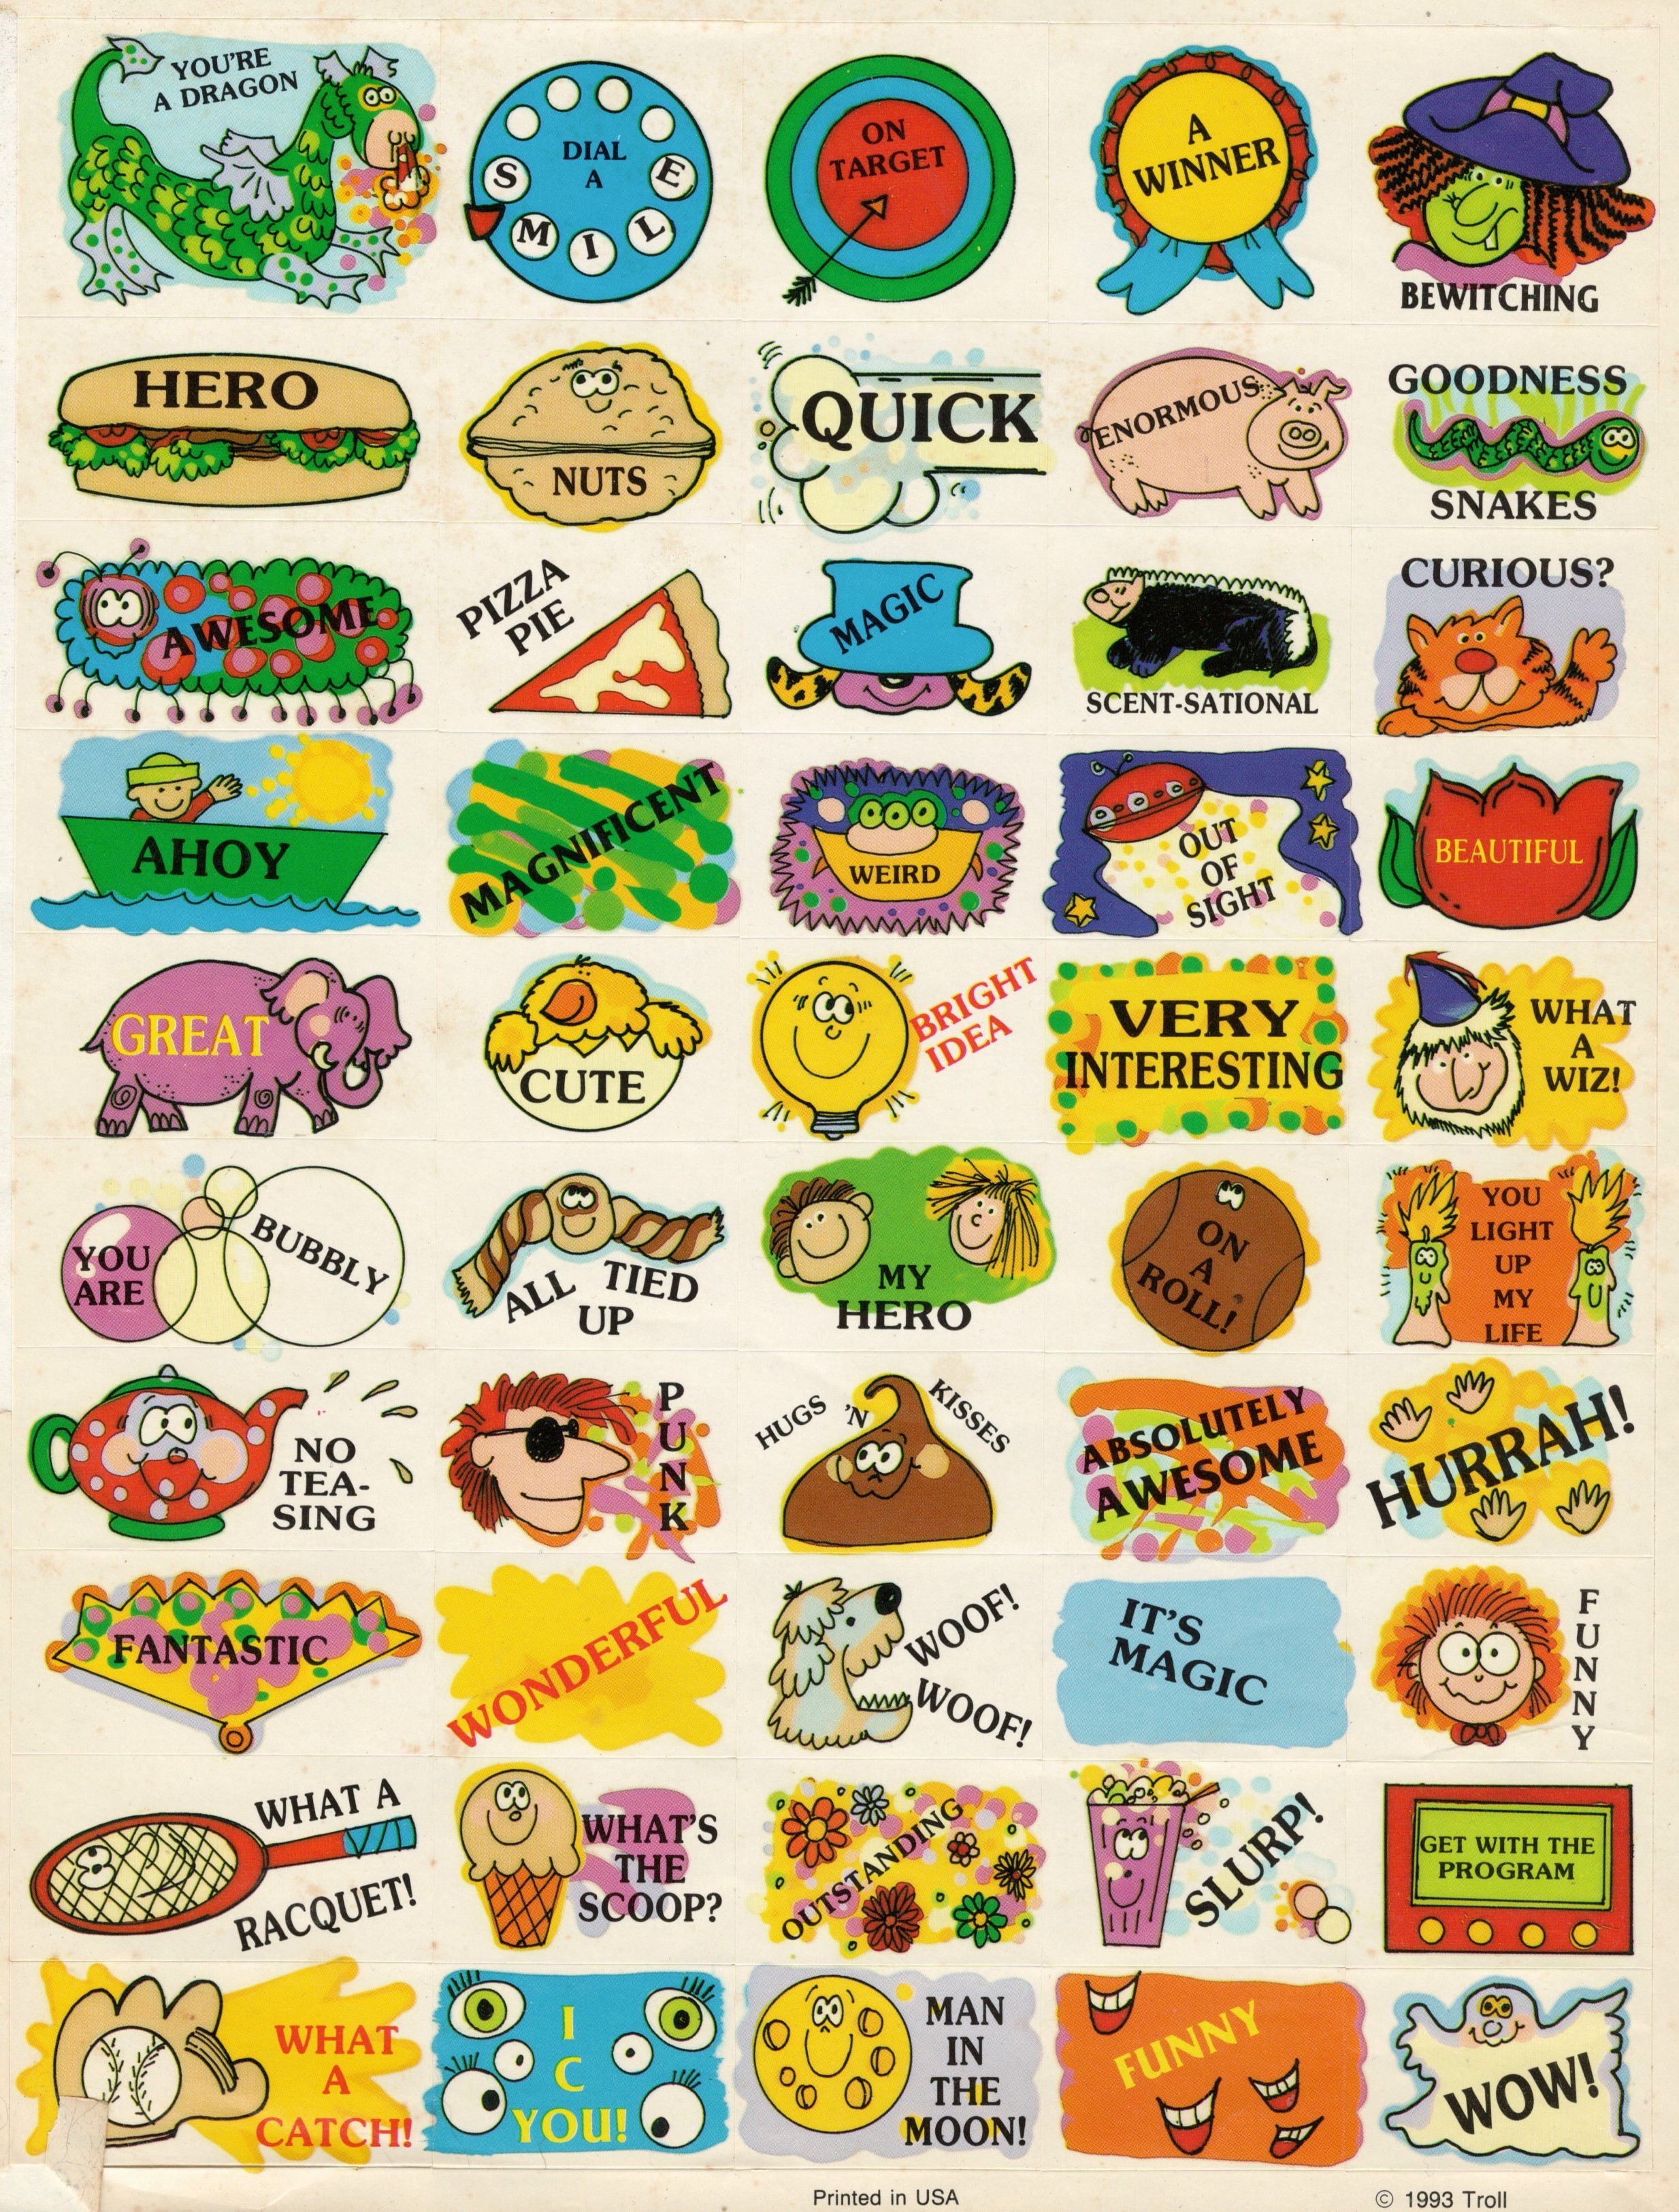 YOU'RE
A DRAGON
DIAL
A
S M I L E
ON
TARGET
A
WINNER
BEWITCHING
HERO
NUTS
QUICK
ENORMOUS
GOODNESS
SNAKES
AWESOME
PIZZA
PIE
MAGIC
SCENT-SATIONAL
CURIOUS?
AHOY
MAGNIFICENT
WEIRD
OUT
OF
SIGHT
BEAUTIFUL
GREAT
CUTE
BRIGHT
IDEA
VERY
INTERESTING
WHAT
A
WIZ!
YOU
ARE
BUBBLY
ALL TIED
UP
MY
HERO
ON
A
ROLL!
YOU
LIGHT
UP
MY
LIFE
NO
TEA-
SING
PUNK
HUGS 'N KISSES
ABSOLUTELY
AWESOME
HURRAH!
FANTASTIC
WONDERFUL
WOOF!
WOOF!
IT'S
MAGIC
FUNNY
WHAT A
RACQUET!
WHAT'S
THE
SCOOP?
OUTSTANDING
SLURP!
GET WITH THE
PROGRAM
WHAT
A
CATCH!
I
C
YOU!
MAN
IN
THE
MOON!
FUNNY
WOW!
Printed in USA
© 1993 Troll